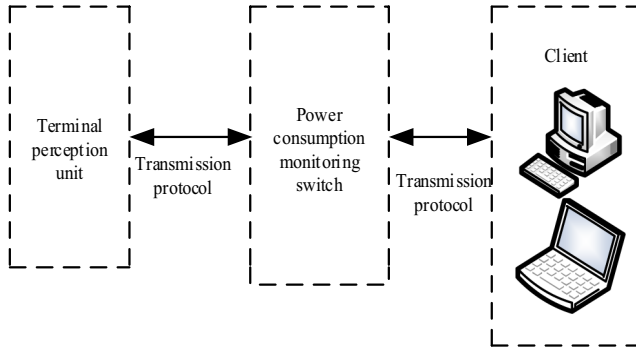 Terminal
perception
unit
Transmission
protocol
Power
consumption
monitoring
switch
Transmission
protocol
Client